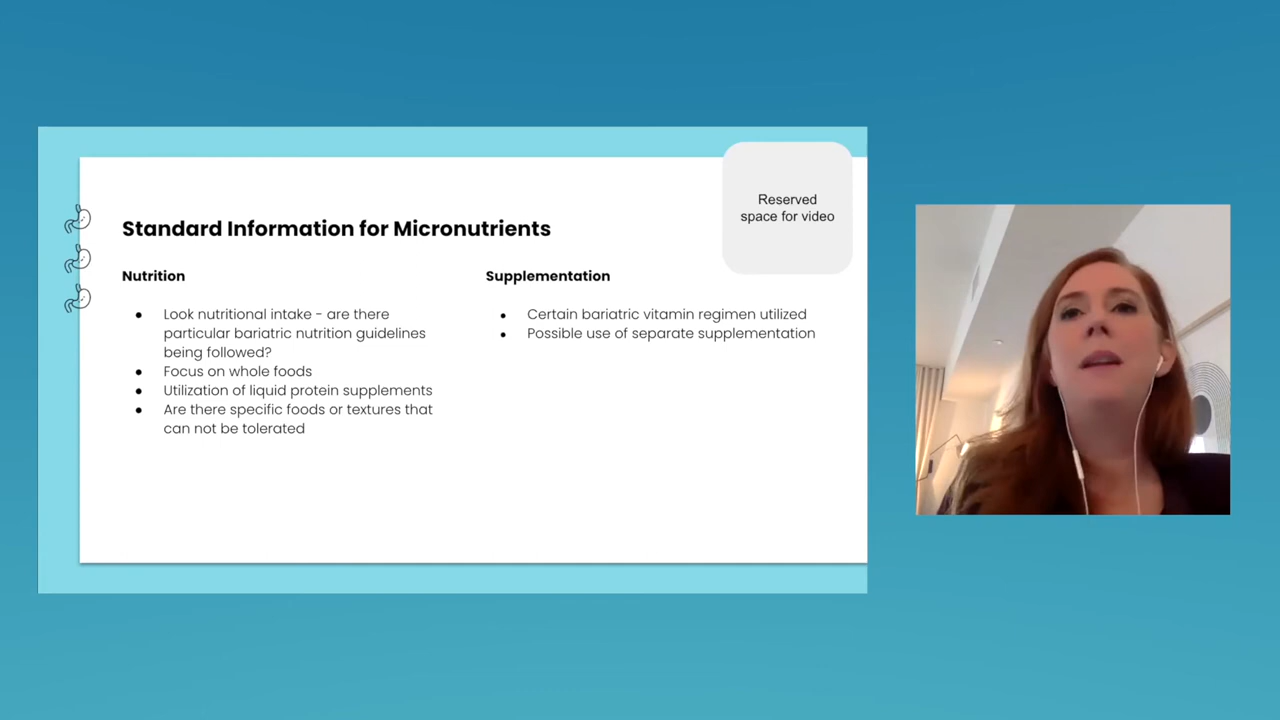 Reserved
space for video
Standard Information for Micronutrients
Nutrition
● Look nutritional intake - are there
particular bariatric nutrition guidelines
being followed?
● Focus on whole foods
● Utilization of liquid protein supplements
● Are there specific foods or textures that
can not be tolerated
Supplementation
● Certain bariatric vitamin regimen utilized
● Possible use of separate supplementation